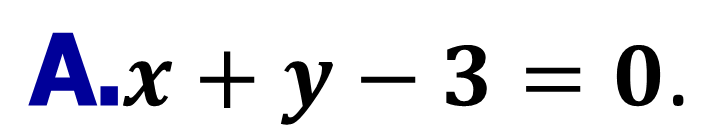 A.x + y − 3 = 0.